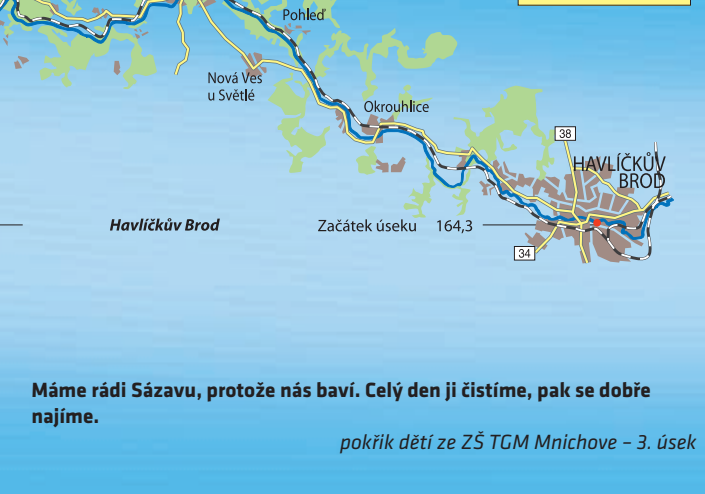 Pohleď
Nová Ves
u Světlé
Okrouhlice
38
HAVLÍČKŮV
BROD
Havlíčkův Brod
Začátek úseku 164,3
34
Máme rádi Sázavu, protože nás baví. Celý den ji čistíme, pak se dobře
najíme.
pokřik dětí ze ZŠ TGM Mnichove – 3. úsek